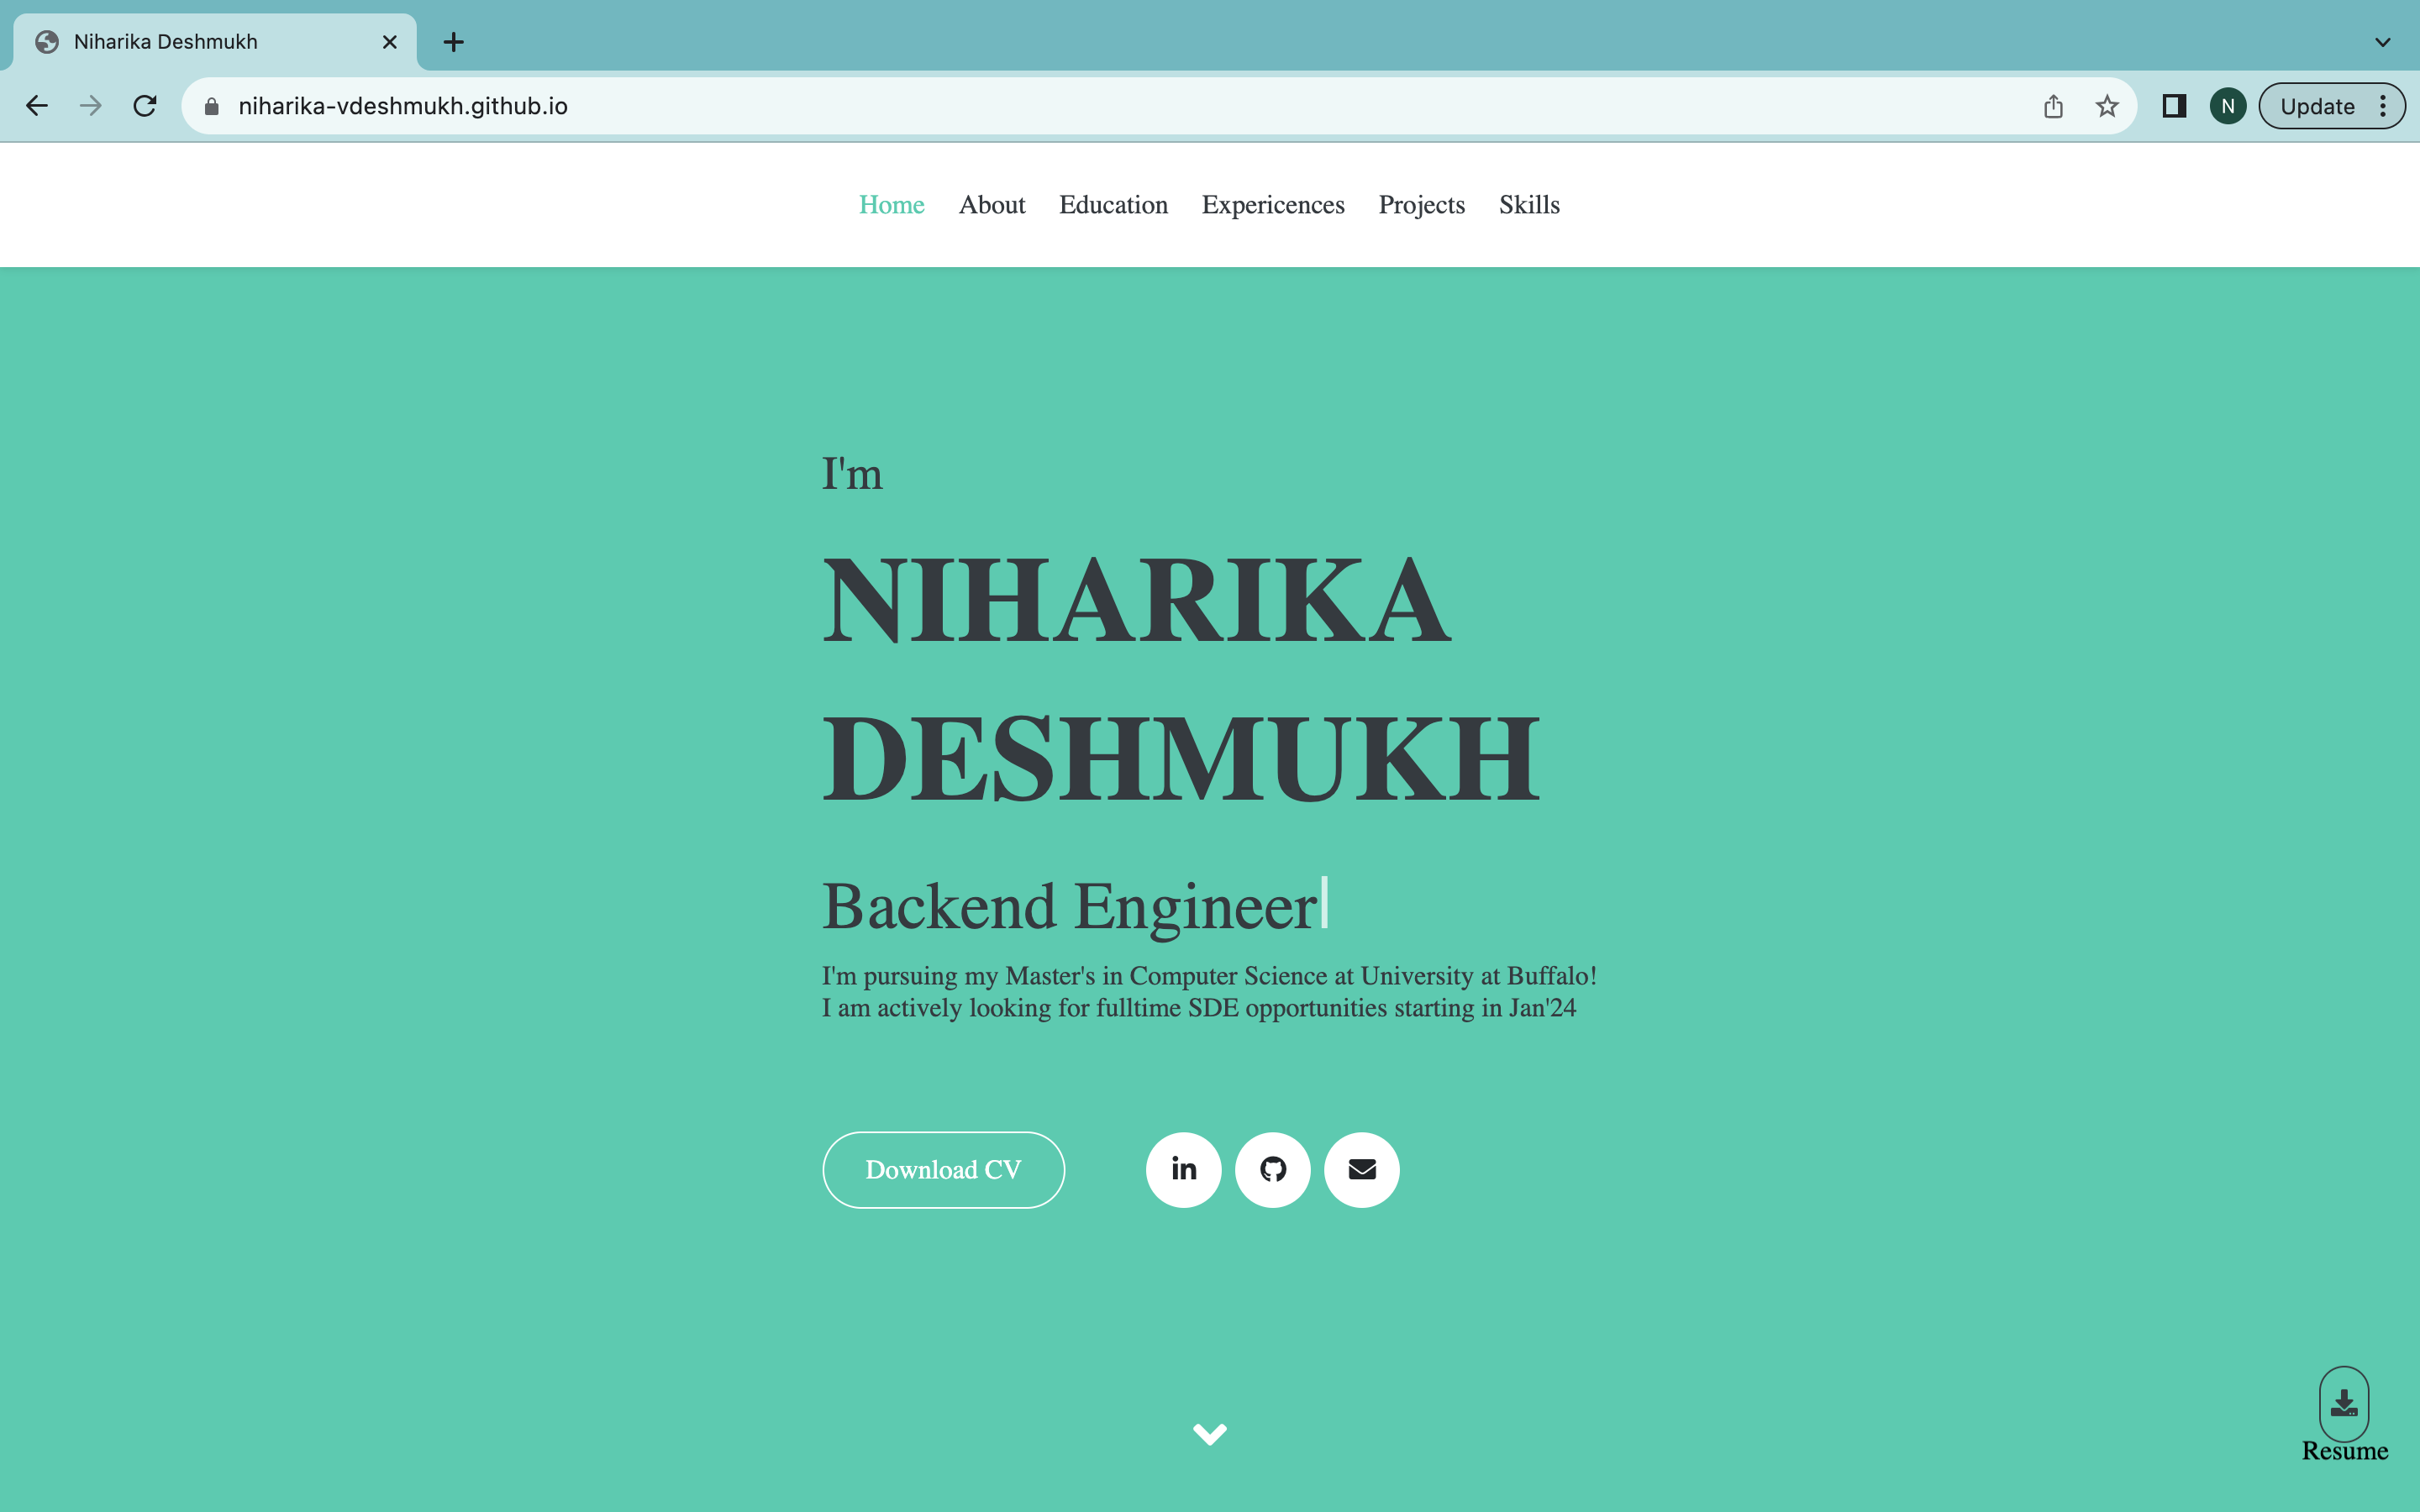 Niharika Deshmukh
niharika-vdeshmukh.github.io
N
Update
Home About Education Expericences Projects Skills
I'm
NIHARIKA
DESHMUKH
Backend Engineer
I'm pursuing my Master's in Computer Science at University at Buffalo!
I am actively looking for fulltime SDE opportunities starting in Jan'24
Download CV
in
Resume